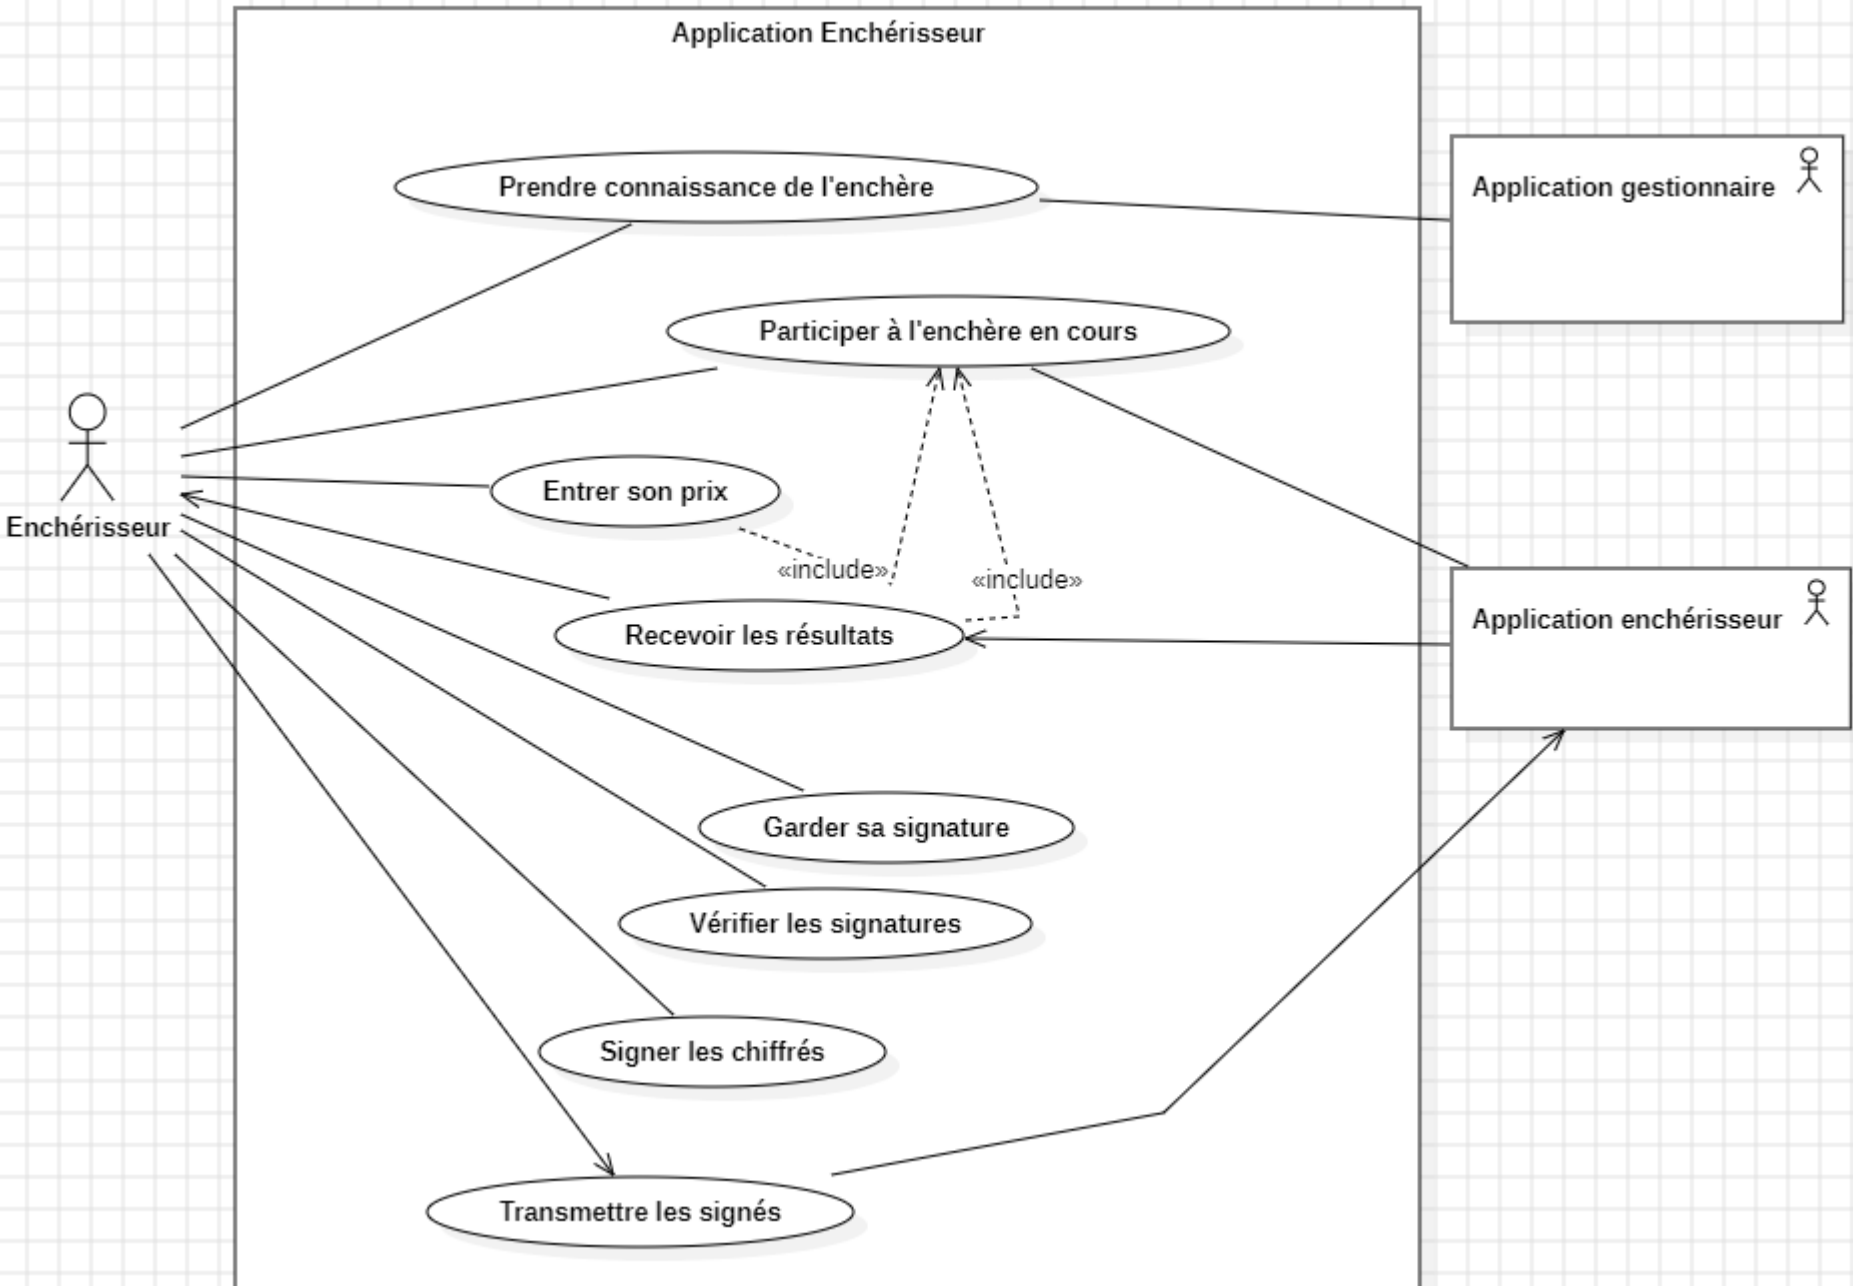 Application Enchérisseur
Prendre connaissance de l'enchère
Application gestionnaire
Participer à l'enchère en cours
Entrer son prix
Enchérisseur
«include»
«include»
Application enchérisseur
Recevoir les résultats
Garder sa signature
Vérifier les signatures
Signer les chiffrés
Transmettre les signés